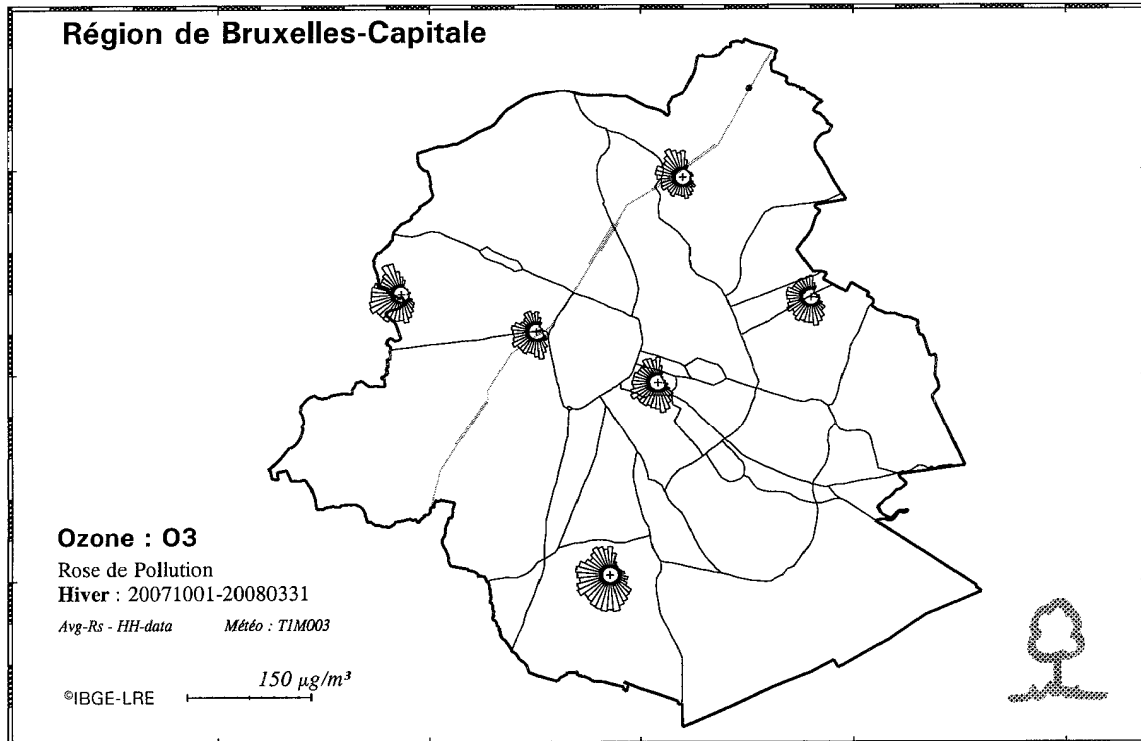 Région de Bruxelles-Capitale
Ozone : O3
Rose de Pollution
Hiver : 20071001-20080331
Avg-Rs - HH-data Météo : T1M003
150 µg/m³
©IBGE-LRE